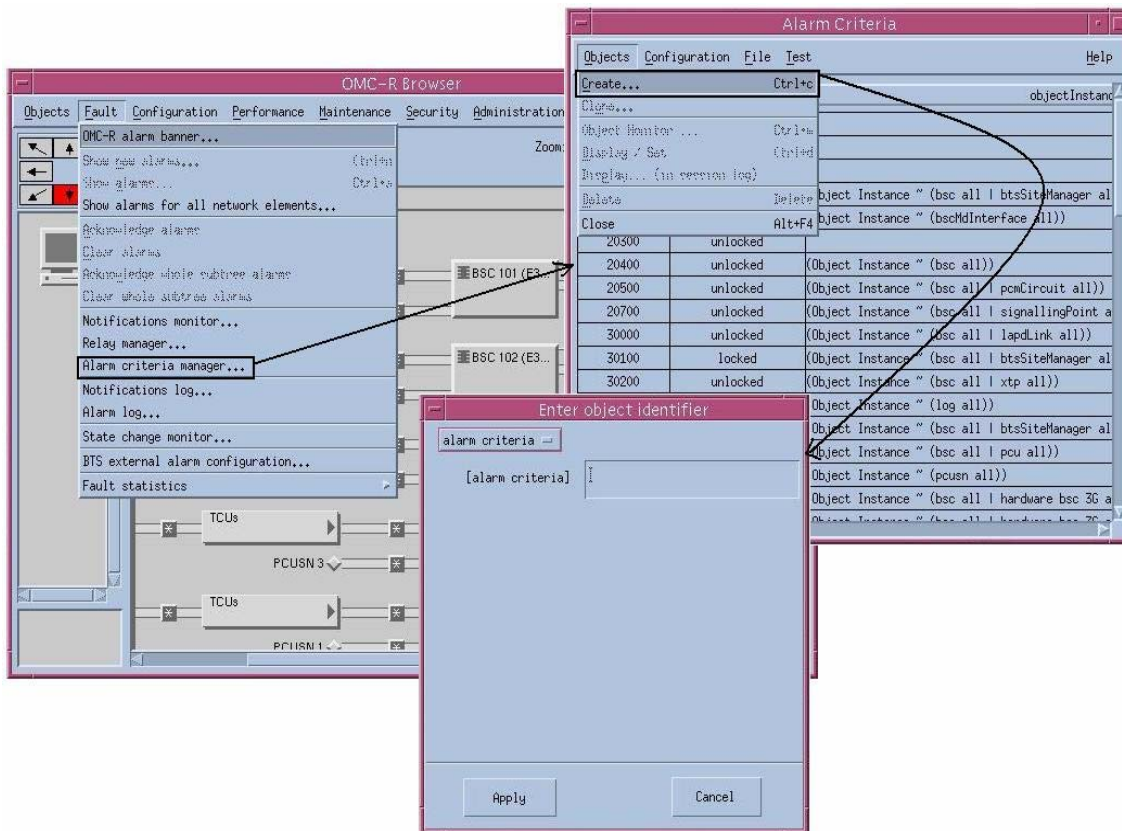 OMC-R Browser
Objects Fault Configuration Performance Maintenance Security Administration
Zoom:
OMC-R alarm banner...
Show new alarms... Ctrl+n
Show alarms... Ctrl+a
Show alarms for all network elements...
Acknowledge alarms
Clear alarms
Acknowledge whole subtree alarms
Clear whole subtree alarms
Notifications monitor...
Relay manager...
Alarm criteria manager...
Notifications log...
Alarm log...
State change monitor...
BTS external alarm configuration...
Fault statistics
BSC 101 (E3...
BSC 102 (E3...
TCUs
PCUSN 3
TCUs
PCUSN 1
Alarm Criteria
Objects Configuration File Test Help
Create... Ctrl+c
Clone...
Object Monitor ... Ctrl+m
Display / Set Ctrl+d
Display... (in session log)
Delete Delete
Close Alt+F4
objectInstanc
Object Instance ~ (bsc all | btsSiteManager al
Object Instance ~ (bscMdInterface all))
20300 unlocked
20400 unlocked (Object Instance ~ (bsc all))
20500 unlocked (Object Instance ~ (bsc all | pcmCircuit all))
20700 unlocked (Object Instance ~ (bsc all | signallingPoint a
30000 unlocked (Object Instance ~ (bsc all | lapdLink all))
30100 locked (Object Instance ~ (bsc all | btsSiteManager al
30200 unlocked (Object Instance ~ (bsc all | xtp all))
Object Instance ~ (log all))
Object Instance ~ (bsc all | btsSiteManager al
Object Instance ~ (bsc all | pcu all))
Object Instance ~ (pcusn all))
Object Instance ~ (bsc all | hardware bsc 3G a
Enter object identifier
alarm criteria
[alarm criteria]
Apply Cancel